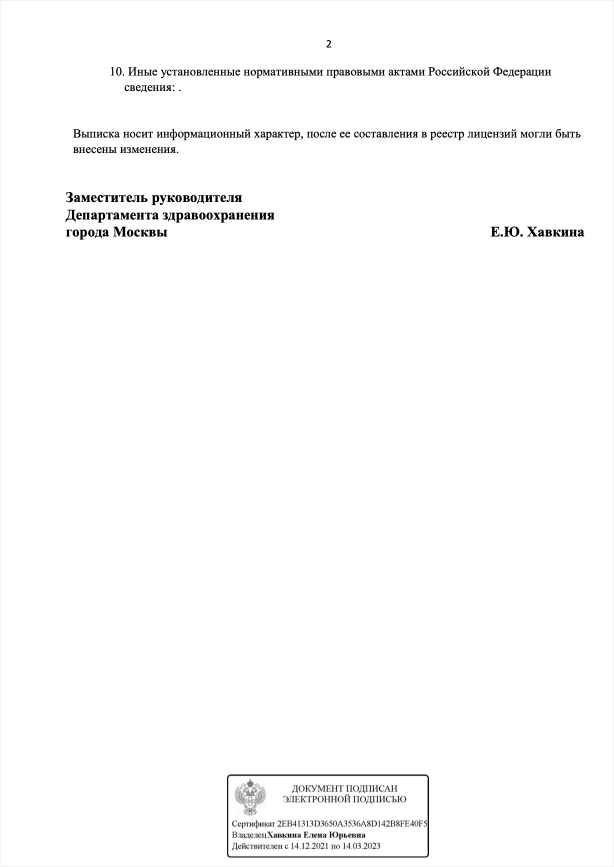 2
10. Иные установленные нормативными правовыми актами Российской Федерации
сведения: .
Выписка носит информационный характер, после ее составления в реестр лицензий могли быть
внесены изменения.
Заместитель руководителя
Департамента здравоохранения
города Москвы Е.Ю. Хавкина
ДОКУМЕНТ ПОДПИСАН
ЭЛЕКТРОННОЙ ПОДПИСЬЮ
Сертификат 2EB41313D3650A3536A8D142B8FE40F5
Владелец Хавкина Елена Юрьевна
Действителен с 14.12.2021 по 14.03.2023